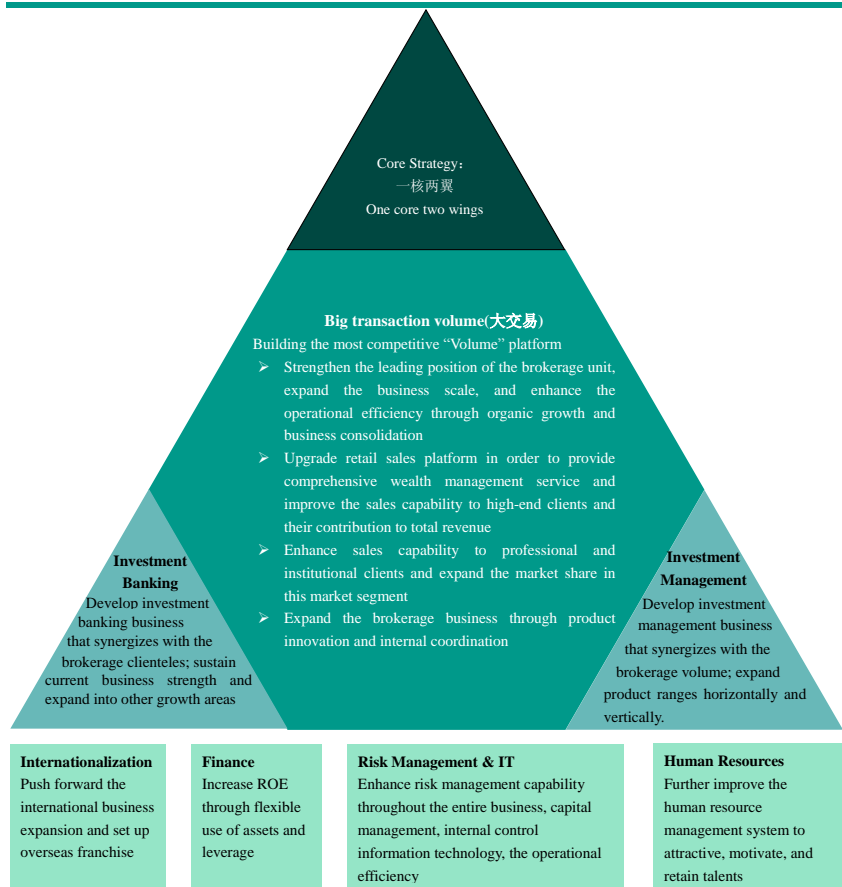 Core Strategy：
一核两翼
One core two wings
Big transaction volume(大交易)
Building the most competitive “Volume” platform
➢ Strengthen the leading position of the brokerage unit,
expand the business scale, and enhance the
operational efficiency through organic growth and
business consolidation
➢ Upgrade retail sales platform in order to provide
comprehensive wealth management service and
improve the sales capability to high-end clients and
their contribution to total revenue
➢ Enhance sales capability to professional and
institutional clients and expand the market share in
this market segment
➢ Expand the brokerage business through product
innovation and internal coordination
Investment
Banking
Develop investment
banking business
that synergizes with the
brokerage clienteles; sustain
current business strength and
expand into other growth areas
Investment
Management
Develop investment
management business
that synergizes with the
brokerage volume; expand
product ranges horizontally and
vertically.
Internationalization
Push forward the
international business
expansion and set up
overseas franchise
Finance
Increase ROE
through flexible
use of assets and
leverage
Risk Management & IT
Enhance risk management capability
throughout the entire business, capital
management, internal control
information technology, the operational
efficiency
Human Resources
Further improve the
human resource
management system to
attractive, motivate, and
retain talents